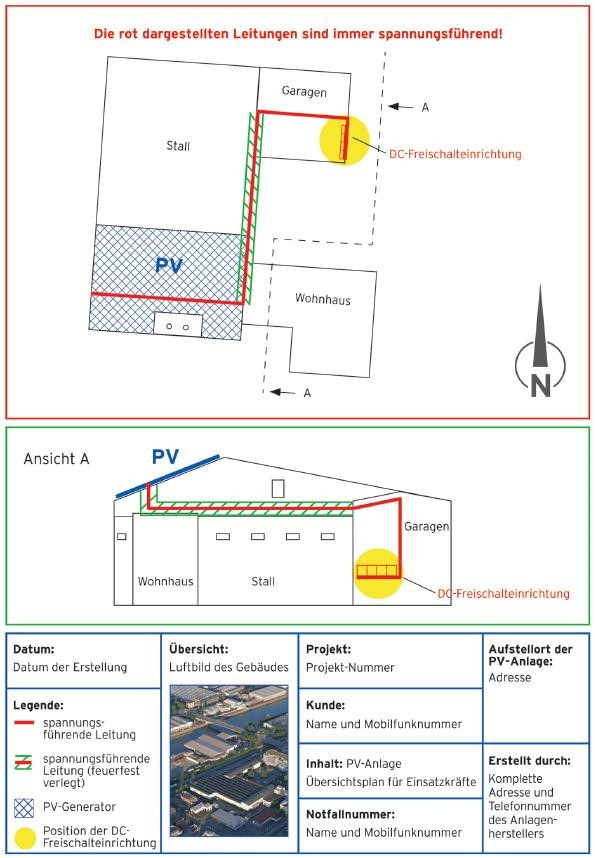 Die rot dargestellten Leitungen sind immer spannungsführend!
Garagen
A
Stall
DC-Freischalteinrichtung
PV
Wohnhaus
A
N
Ansicht A
PV
Garagen
Wohnhaus
Stall
DC-Freischalteinrichtung
Datum:
Datum der Erstellung
Übersicht:
Luftbild des Gebäudes
Projekt:
Projekt-Nummer
Aufstellort der
PV-Anlage:
Adresse
Legende:
spannungs-
führende Leitung
spannungsführende
Leitung (feuerfest
verlegt)
PV-Generator
Position der DC-
Freischalteinrichtung
Kunde:
Name und Mobilfunknummer
Inhalt: PV-Anlage
Übersichtsplan für Einsatzkräfte
Notfallnummer:
Name und Mobilfunknummer
Erstellt durch:
Komplette
Adresse und
Telefonnummer
des Anlagen-
herstellers